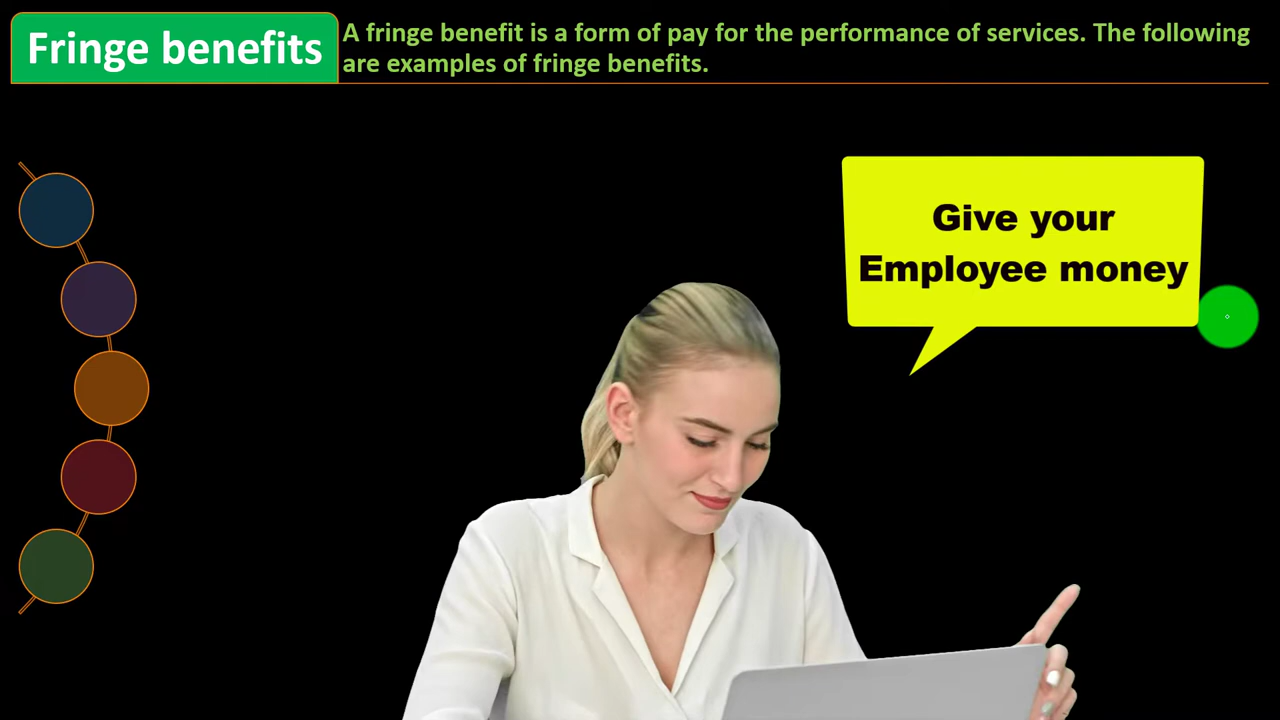 Fringe benefits
A fringe benefit is a form of pay for the performance of services. The following
are examples of fringe benefits.
Give your
Employee money